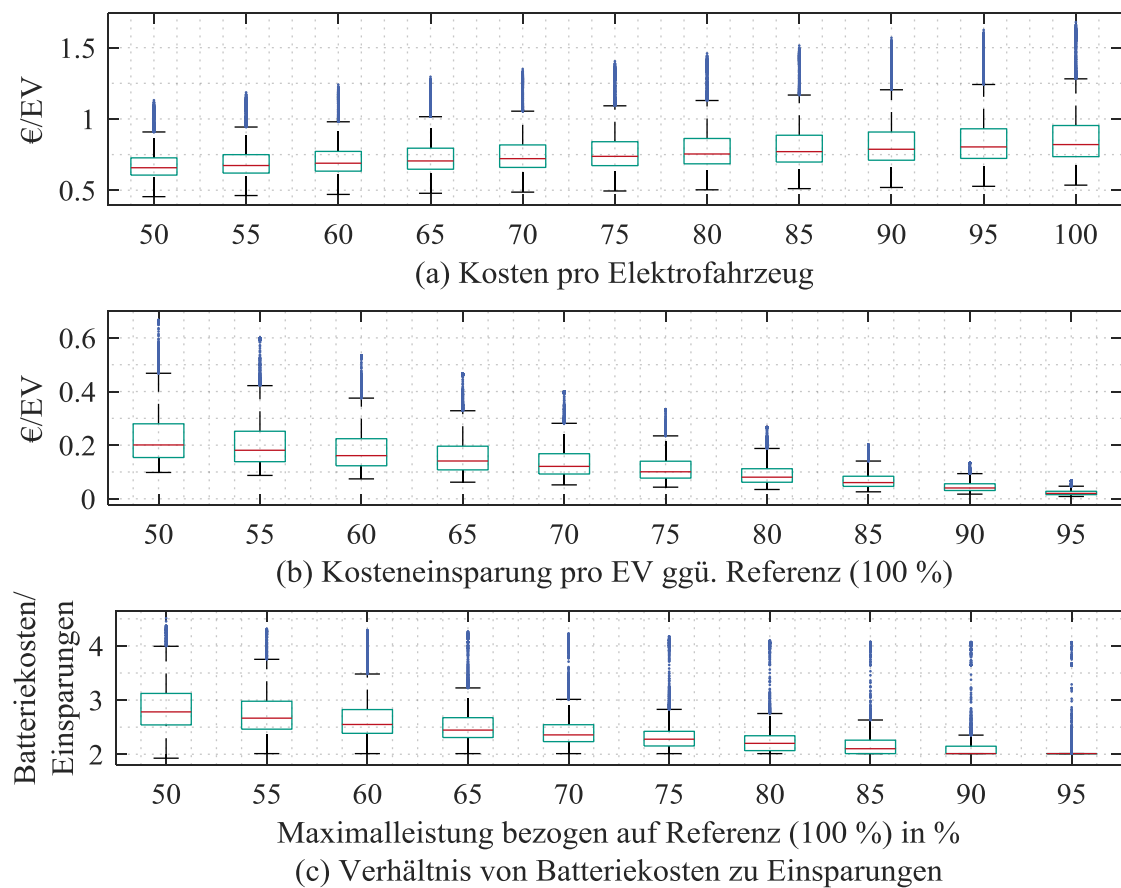 1.5
1
0.5
€/EV
50 55 60 65 70 75 80 85 90 95 100
(a) Kosten pro Elektrofahrzeug
0.6
0.4
0.2
0
€/EV
50 55 60 65 70 75 80 85 90 95
(b) Kosteneinsparung pro EV ggü. Referenz (100 %)
Batteriekosten/
Einsparungen
4
3
2
50 55 60 65 70 75 80 85 90 95
Maximalleistung bezogen auf Referenz (100 %) in %
(c) Verhältnis von Batteriekosten zu Einsparungen